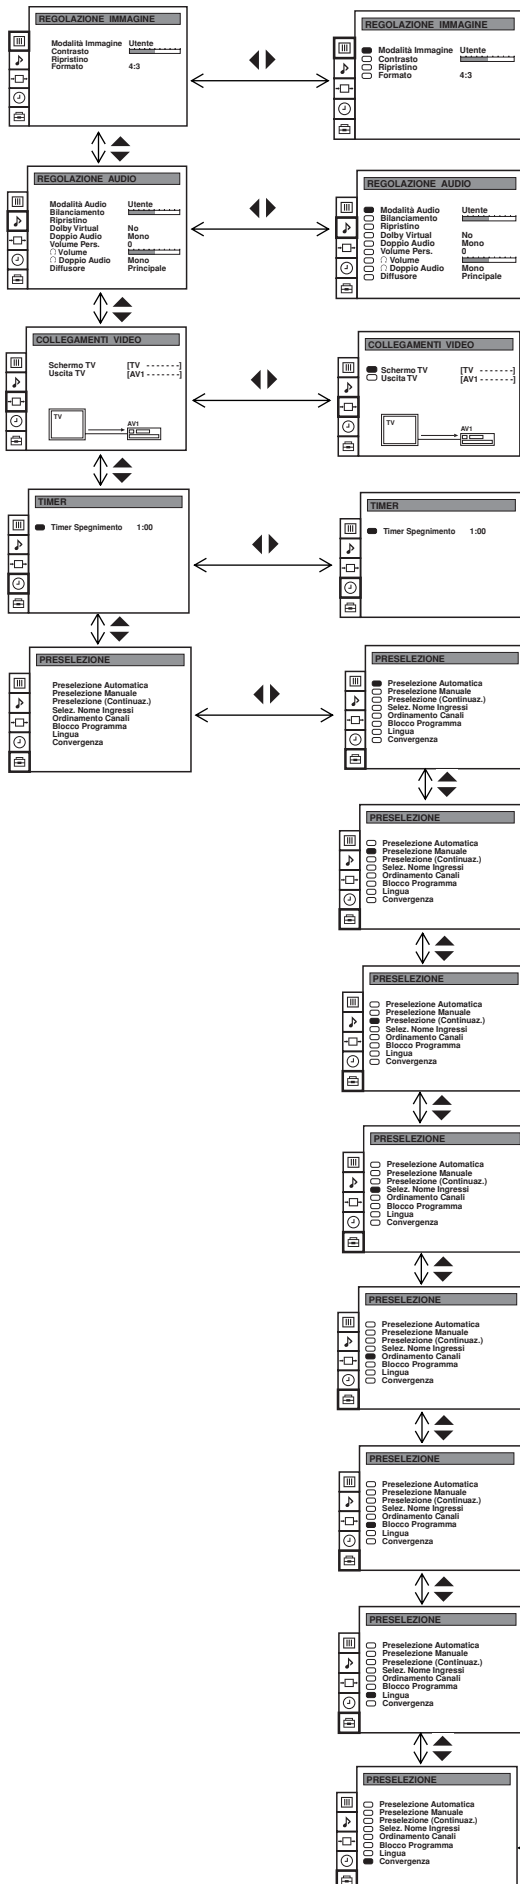 REGOLAZIONE IMMAGINE
Modalità Immagine Utente
Contrasto
Ripristino
Formato 4:3
REGOLAZIONE IMMAGINE
Modalità Immagine Utente
Contrasto
Ripristino
Formato 4:3
REGOLAZIONE AUDIO
Modalità Audio Utente
Bilanciamento
Ripristino
Dolby Virtual No
Doppio Audio Mono
Volume Pers. 0
Volume
Doppio Audio Mono
Diffusore Principale
REGOLAZIONE AUDIO
Modalità Audio Utente
Bilanciamento
Ripristino
Dolby Virtual No
Doppio Audio Mono
Volume Pers. 0
Volume
Doppio Audio Mono
Diffusore Principale
COLLEGAMENTI VIDEO
Schermo TV [TV ------]
Uscita TV [AV1 ------]
TV
AV1
COLLEGAMENTI VIDEO
Schermo TV [TV ------]
Uscita TV [AV1 ------]
TV
AV1
TIMER
Timer Spegnimento 1:00
TIMER
Timer Spegnimento 1:00
PRESELEZIONE
Preselezione Automatica
Preselezione Manuale
Preselezione (Continuaz.)
Selez. Nome Ingressi
Ordinamento Canali
Blocco Programma
Lingua
Convergenza
PRESELEZIONE
Preselezione Automatica
Preselezione Manuale
Preselezione (Continuaz.)
Selez. Nome Ingressi
Ordinamento Canali
Blocco Programma
Lingua
Convergenza
PRESELEZIONE
Preselezione Automatica
Preselezione Manuale
Preselezione (Continuaz.)
Selez. Nome Ingressi
Ordinamento Canali
Blocco Programma
Lingua
Convergenza
PRESELEZIONE
Preselezione Automatica
Preselezione Manuale
Preselezione (Continuaz.)
Selez. Nome Ingressi
Ordinamento Canali
Blocco Programma
Lingua
Convergenza
PRESELEZIONE
Preselezione Automatica
Preselezione Manuale
Preselezione (Continuaz.)
Selez. Nome Ingressi
Ordinamento Canali
Blocco Programma
Lingua
Convergenza
PRESELEZIONE
Preselezione Automatica
Preselezione Manuale
Preselezione (Continuaz.)
Selez. Nome Ingressi
Ordinamento Canali
Blocco Programma
Lingua
Convergenza
PRESELEZIONE
Preselezione Automatica
Preselezione Manuale
Preselezione (Continuaz.)
Selez. Nome Ingressi
Ordinamento Canali
Blocco Programma
Lingua
Convergenza
PRESELEZIONE
Preselezione Automatica
Preselezione Manuale
Preselezione (Continuaz.)
Selez. Nome Ingressi
Ordinamento Canali
Blocco Programma
Lingua
Convergenza
PRESELEZIONE
Preselezione Automatica
Preselezione Manuale
Preselezione (Continuaz.)
Selez. Nome Ingressi
Ordinamento Canali
Blocco Programma
Lingua
Convergenza